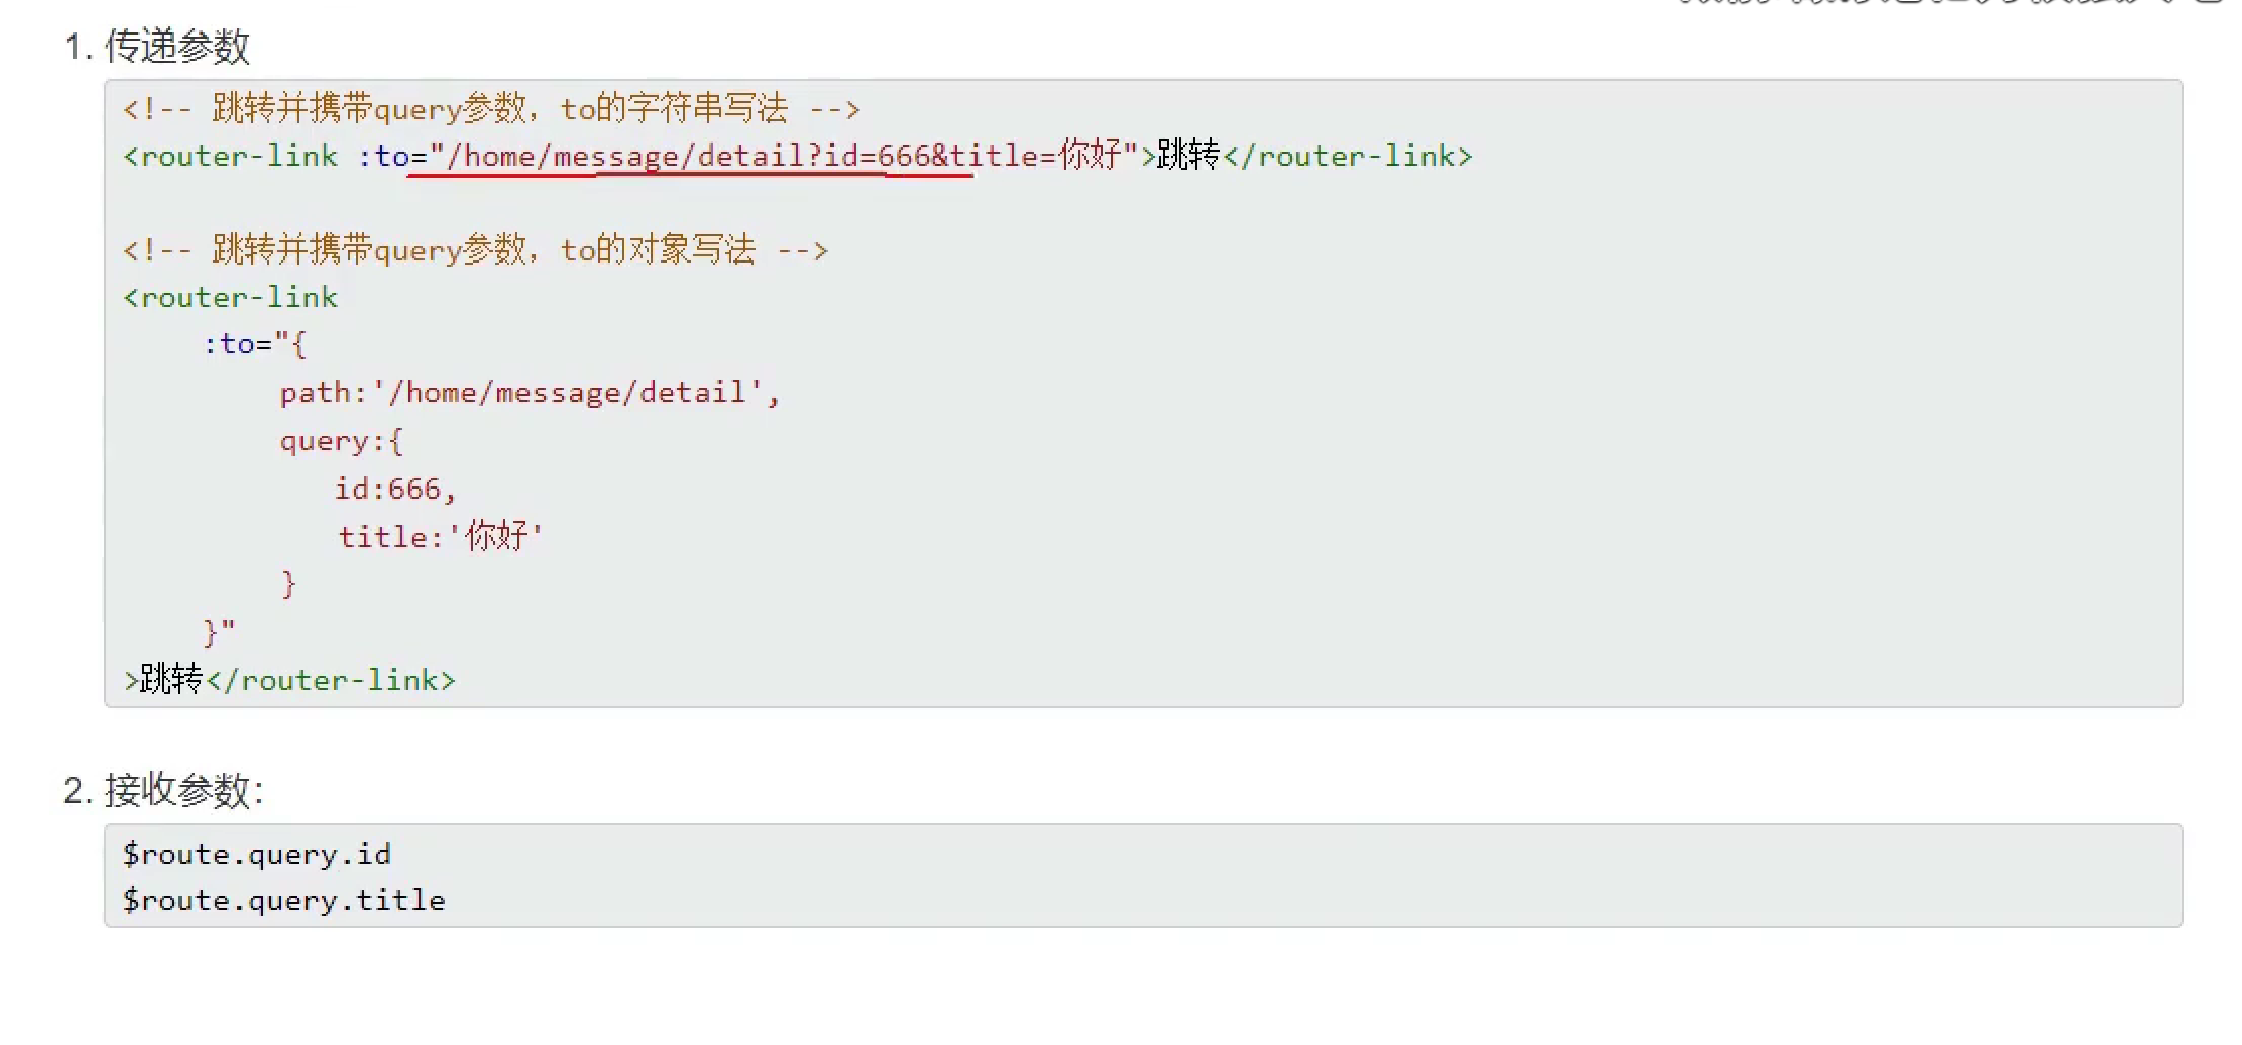 1. 传递参数
<!-- 跳转并携带query参数，to的字符串写法 -->
<router-link :to="/home/message/detail?id=666&title=你好">跳转</router-link>
<!-- 跳转并携带query参数，to的对象写法 -->
<router-link
:to="{
path:'/home/message/detail',
query:{
id:666,
title:'你好'
}
}"
>跳转</router-link>
2. 接收参数：
$route.query.id
$route.query.title